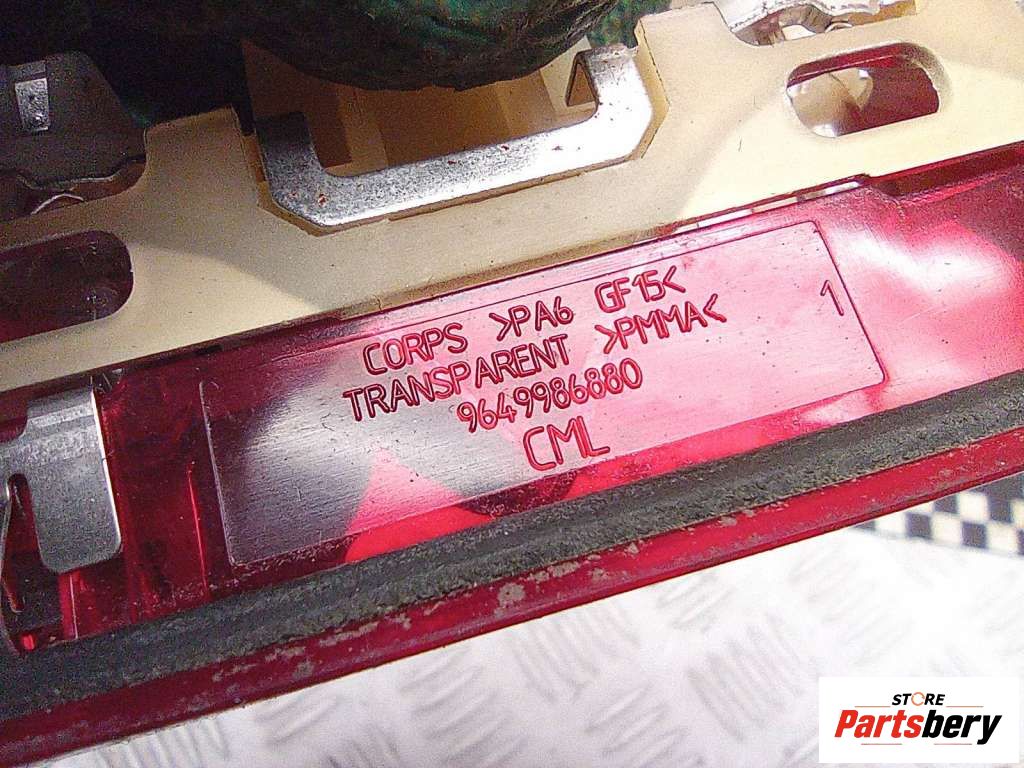 CORPS >PA6 GF15<
TRANSPARENT >PMMA<
1
9649986880
CML
STORE
Partsbery